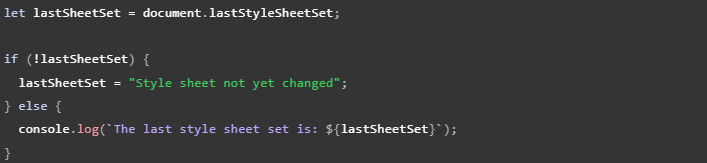 let lastSheetSet = document.lastStyleSheetSet;
if (!lastSheetSet) {
lastSheetSet = "Style sheet not yet changed";
} else {
console.log(`The last style sheet set is: ${lastSheetSet}`);
}